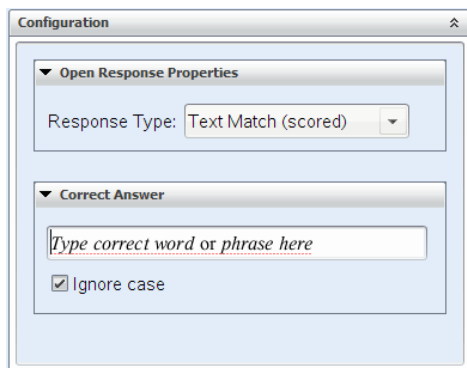 Configuration
Open Response Properties
Response Type: Text Match (scored)
Correct Answer
Type correct word or phrase here
Ignore case